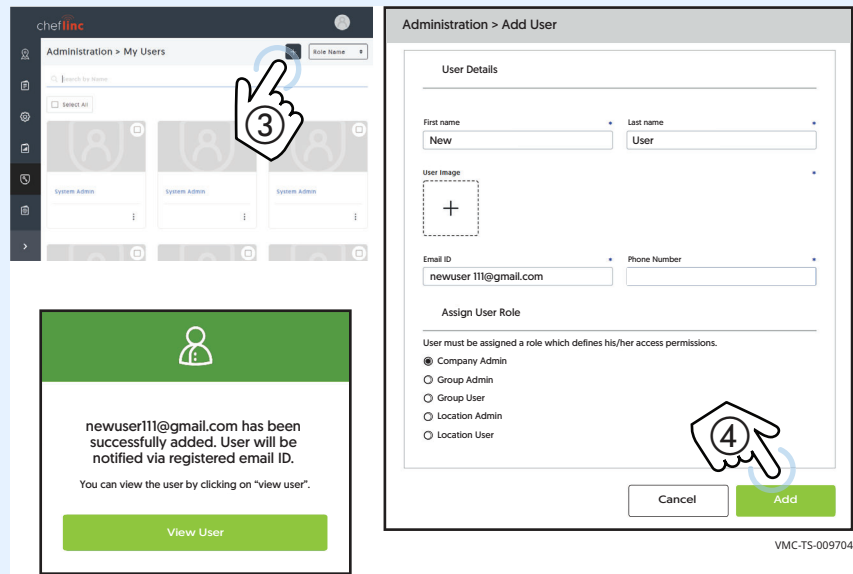 cheflinc
Administration > My Users
Role Name
Search by Name
Select All
③
System Admin
System Admin
System Admin
newuser111@gmail.com has been
successfully added. User will be
notified via registered email ID.
You can view the user by clicking on "view user".
View User
Administration > Add User
User Details
First name *
Last name *
New
User
User Image *
+
Email ID *
Phone Number *
newuser 111@gmail.com
Assign User Role
User must be assigned a role which defines his/her access permissions.
Company Admin
Group Admin
Group User
Location Admin
Location User
④
Cancel
Add
VMC-TS-009704